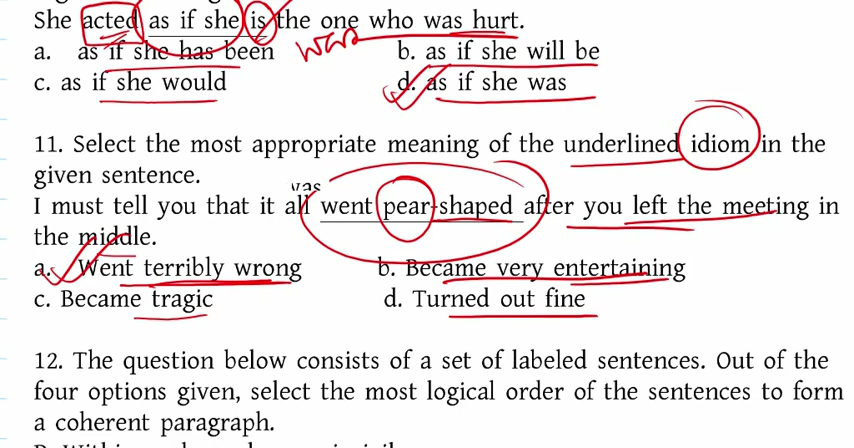 She acted as if she is the one who was hurt.
was
a. as if she has been b. as if she will be
c. as if she would d. as if she was
11. Select the most appropriate meaning of the underlined idiom in the
given sentence.
was
I must tell you that it all went pear-shaped after you left the meeting in
the middle.
a. Went terribly wrong b. Became very entertaining
c. Became tragic d. Turned out fine
12. The question below consists of a set of labeled sentences. Out of the
four options given, select the most logical order of the sentences to form
a coherent paragraph.